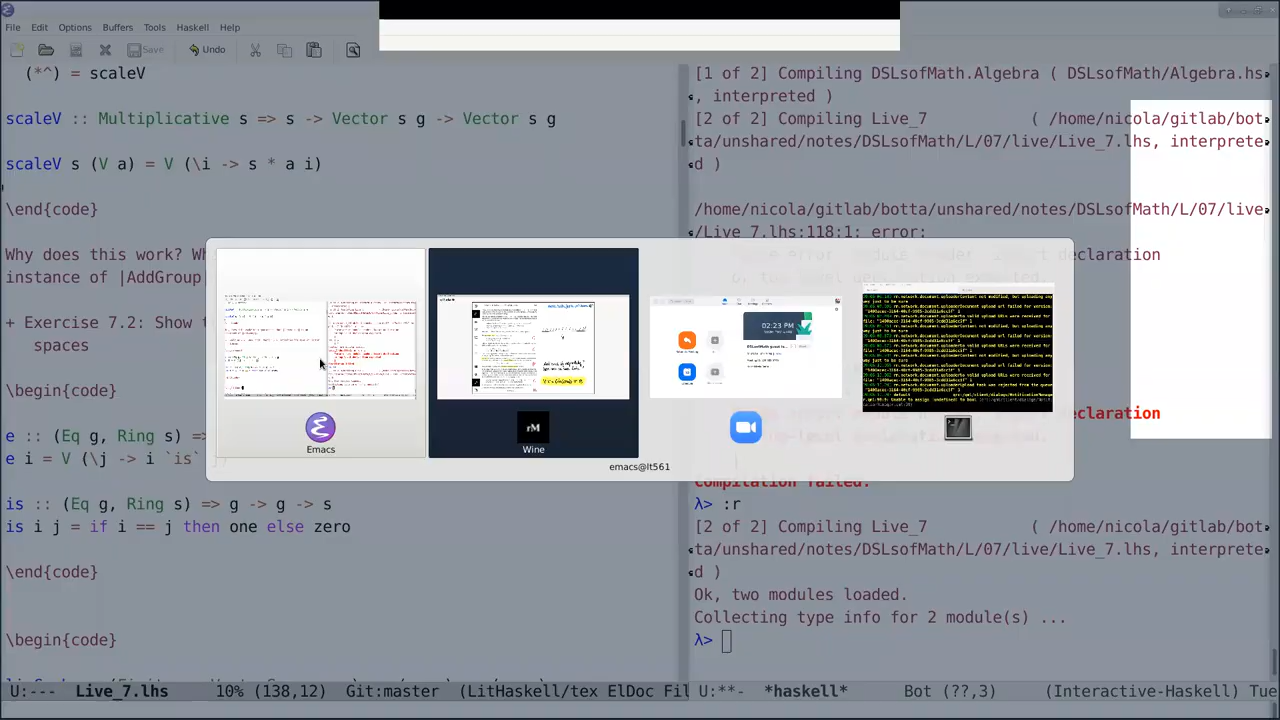 File Edit Options Buffers Tools Haskell Help
Save Undo
(*^) = scaleV
scaleV :: Multiplicative s => s -> Vector s g -> Vector s g
scaleV s (V a) = V (\i -> s * a i)
\end{code}
Why does this work?
instance of |AddGroup
+ Exercise 7.2: Show
spaces
\begin{code}
e :: (Eq g, Ring s)
e i = V (\j -> i `is`
is :: (Eq g, Ring s) => g -> g -> s
is i j = if i == j then one else zero
\end{code}
\begin{code}
U:--- Live_7.lhs 10% (138,12) Git:master (LitHaskell/tex ElDoc Fil
[1 of 2] Compiling DSLsofMath.Algebra ( DSLsofMath/Algebra.hs
, interpreted )
[2 of 2] Compiling Live_7 ( /home/nicola/gitlab/bot
ta/unshared/notes/DSLsofMath/L/07/live/Live_7.lhs, interprete
d )
/home/nicola/gitlab/botta/unshared/notes/DSLsofMath/L/07/live
/Live_7.lhs:118:1: error:
declaration
declaration
Compilation failed.
λ> :r
[2 of 2] Compiling Live_7 ( /home/nicola/gitlab/bot
ta/unshared/notes/DSLsofMath/L/07/live/Live_7.lhs, interprete
d )
Ok, two modules loaded.
Collecting type info for 2 module(s) ...
λ>
U:**- *haskell* Bot (??,3) (Interactive-Haskell) Tue
02:23 PM
rM
Emacs
Wine
emacs@lt561